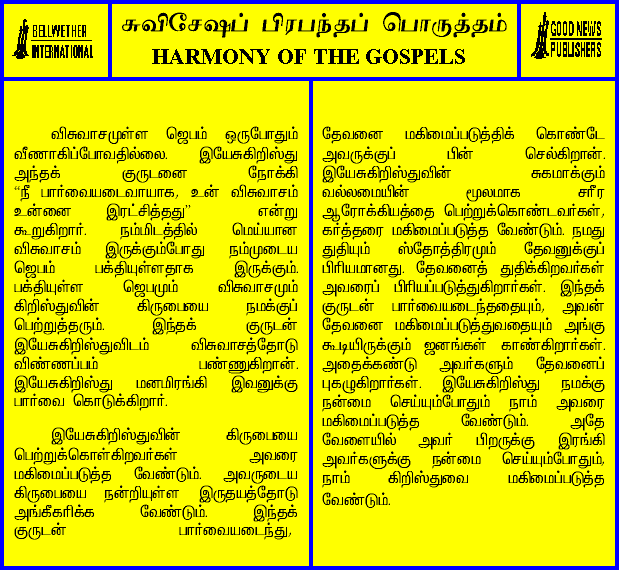 BELLWETHER
INTERNATIONAL
சுவிசேஷப் பிரபந்தப் பொருத்தம்
HARMONY OF THE GOSPELS
GOOD NEWS
PUBLISHERS
விசுவாசமுள்ள ஜெபம் ஒருபோதும்
வீணாகிப்போவதில்லை. இயேசுகிறிஸ்து
அந்தக் குருடனை நோக்கி
“நீ பார்வையடைவாயாக, உன் விசுவாசம்
உன்னை இரட்சித்தது” என்று
கூறுகிறார். நம்மிடத்தில் மெய்யான
விசுவாசம் இருக்கும்போது நம்முடைய
ஜெபம் பக்தியுள்ளதாக இருக்கும்.
பக்தியுள்ள ஜெபமும் விசுவாசமும்
கிறிஸ்துவின் கிருபையை நமக்குப்
பெற்றுத்தரும். இந்தக் குருடன்
இயேசுகிறிஸ்துவிடம் விசுவாசத்தோடு
விண்ணப்பம் பண்ணுகிறான்.
இயேசுகிறிஸ்து மனமிரங்கி இவனுக்கு
பார்வை கொடுக்கிறார்.
இயேசுகிறிஸ்துவின் கிருபையை
பெற்றுக்கொள்கிறவர்கள் அவரை
மகிமைப்படுத்த வேண்டும். அவருடைய
கிருபையை நன்றியுள்ள இருதயத்தோடு
அங்கீகரிக்க வேண்டும். இந்தக்
குருடன் பார்வையடைந்து,
தேவனை மகிமைப்படுத்திக் கொண்டே
அவருக்குப் பின் செல்கிறான்.
இயேசுகிறிஸ்துவின் சுகமாக்கும்
வல்லமையின் மூலமாக சரீர
ஆரோக்கியத்தை பெற்றுக்கொண்டவர்கள்,
கர்த்தரை மகிமைப்படுத்த வேண்டும். நமது
துதியும் ஸ்தோத்திரமும் தேவனுக்குப்
பிரியமானது. தேவனைத் துதிக்கிறவர்கள்
அவரைப் பிரியப்படுத்துகிறார்கள். இந்தக்
குருடன் பார்வையடைந்ததையும், அவன்
தேவனை மகிமைப்படுத்துவதையும் அங்கு
கூடியிருக்கும் ஜனங்கள் காண்கிறார்கள்.
அதைக்கண்டு அவர்களும் தேவனைப்
புகழுகிறார்கள். இயேசுகிறிஸ்து நமக்கு
நன்மை செய்யும்போதும் நாம் அவரை
மகிமைப்படுத்த வேண்டும். அதே
வேளையில் அவர் பிறருக்கு இரங்கி
அவர்களுக்கு நன்மை செய்யும்போதும்,
நாம் கிறிஸ்துவை மகிமைப்படுத்த
வேண்டும்.